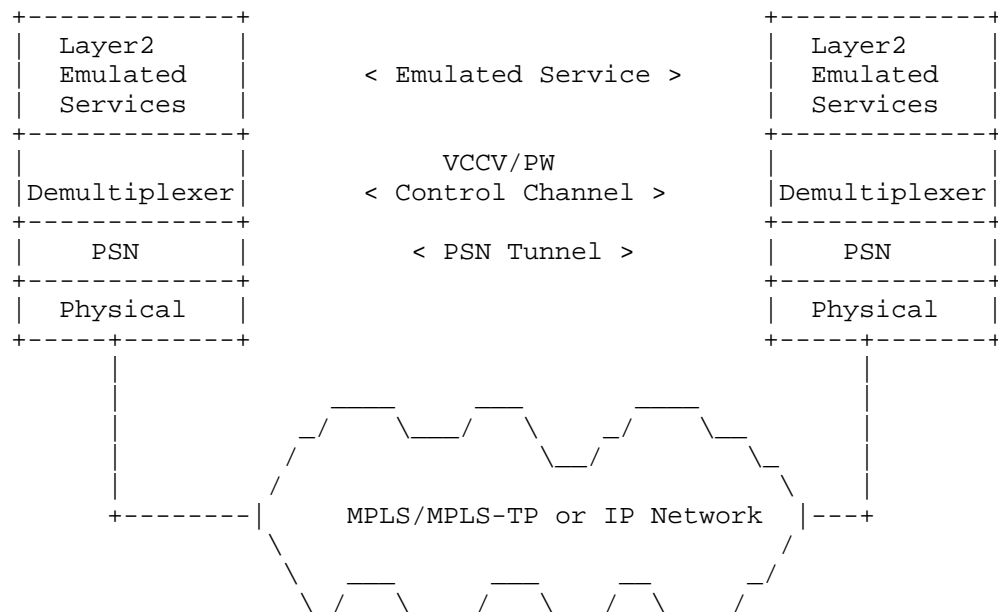 Layer2 Layer2
Emulated < Emulated Service > Emulated
Services Services
VCCV/PW
Demultiplexer < Control Channel > Demultiplexer
PSN < PSN Tunnel > PSN
Physical Physical
MPLS/MPLS-TP or IP Network